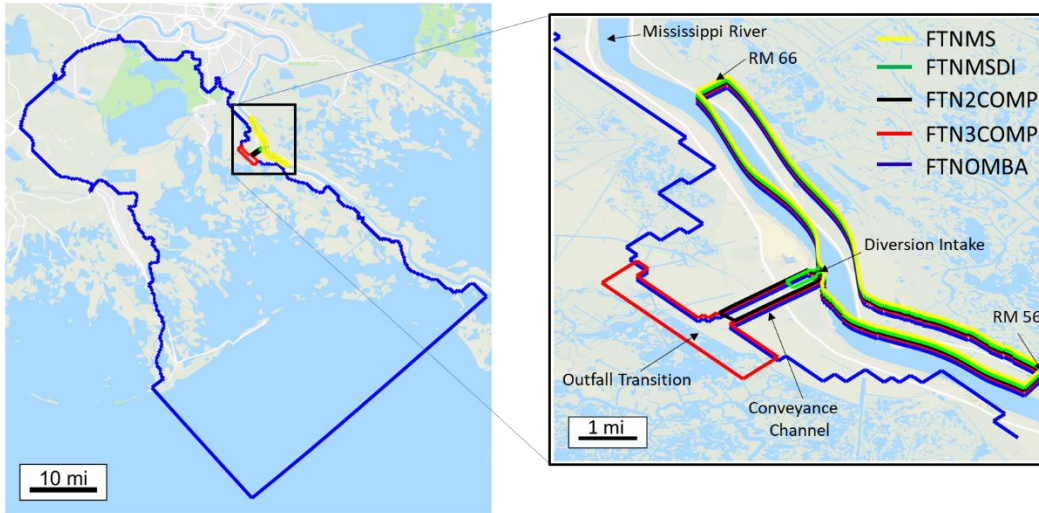 Mississippi River
RM 66
FTNMS
FTNMSDI
FTN2COMP
FTN3COMP
FTNOMBA
Diversion Intake
RM 56
Outfall Transition
Conveyance
Channel
1 mi
10 mi